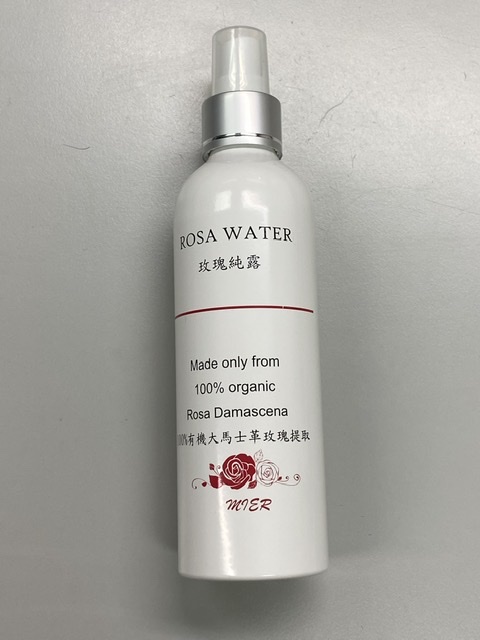 ROSA WATER
玫瑰純露
Made only from
100% organic
Rosa Damascena
100%有機大馬士革玫瑰提取
MIER